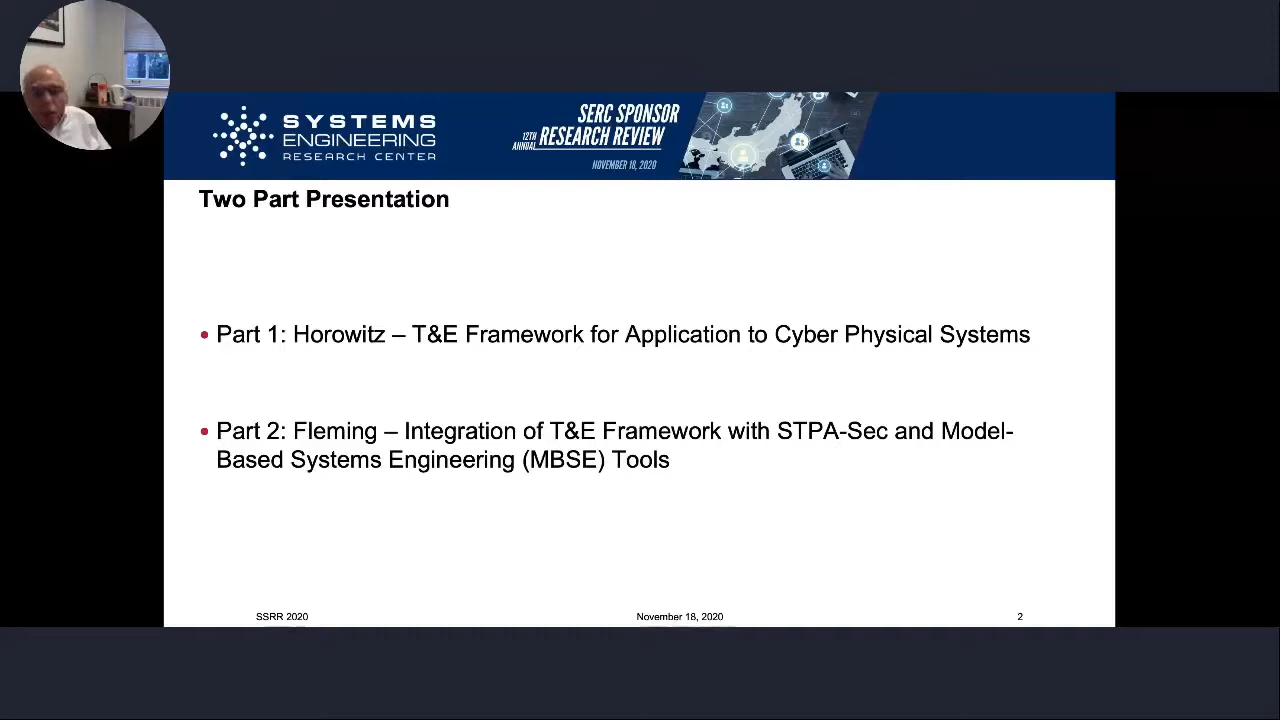 SYSTEMS
ENGINEERING
RESEARCH CENTER
SERC SPONSOR
12TH ANNUAL RESEARCH REVIEW
NOVEMBER 18, 2020
Two Part Presentation
• Part 1: Horowitz – T&E Framework for Application to Cyber Physical Systems
• Part 2: Fleming – Integration of T&E Framework with STPA-Sec and Model-
Based Systems Engineering (MBSE) Tools
SSRR 2020
November 18, 2020
2